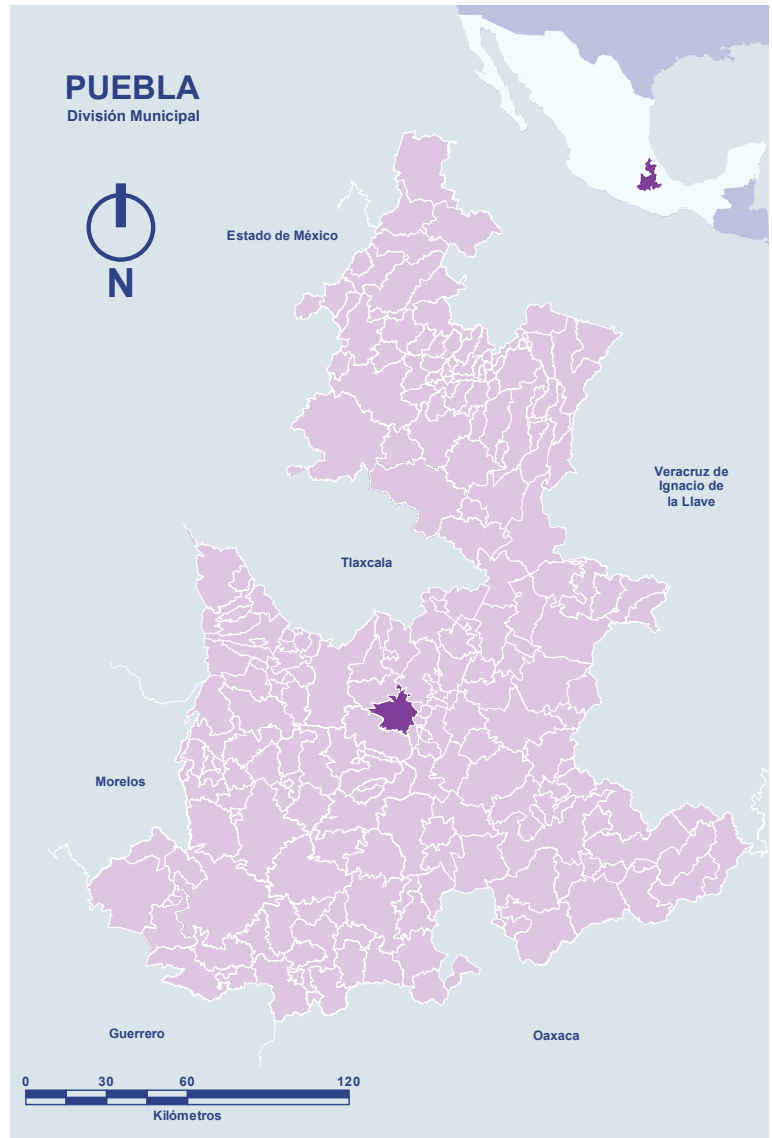 PUEBLA
División Municipal
N
Estado de México
Veracruz de
Ignacio de
la Llave
Tlaxcala
Morelos
Guerrero
Oaxaca
0 30 60 120
Kilómetros